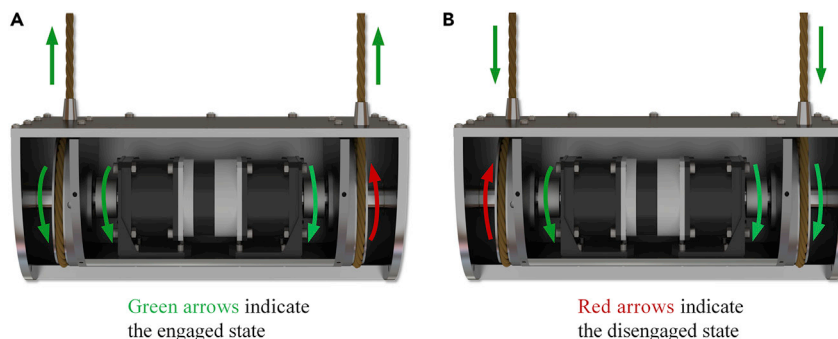 A
B
Green arrows indicate
the engaged state
Red arrows indicate
the disengaged state